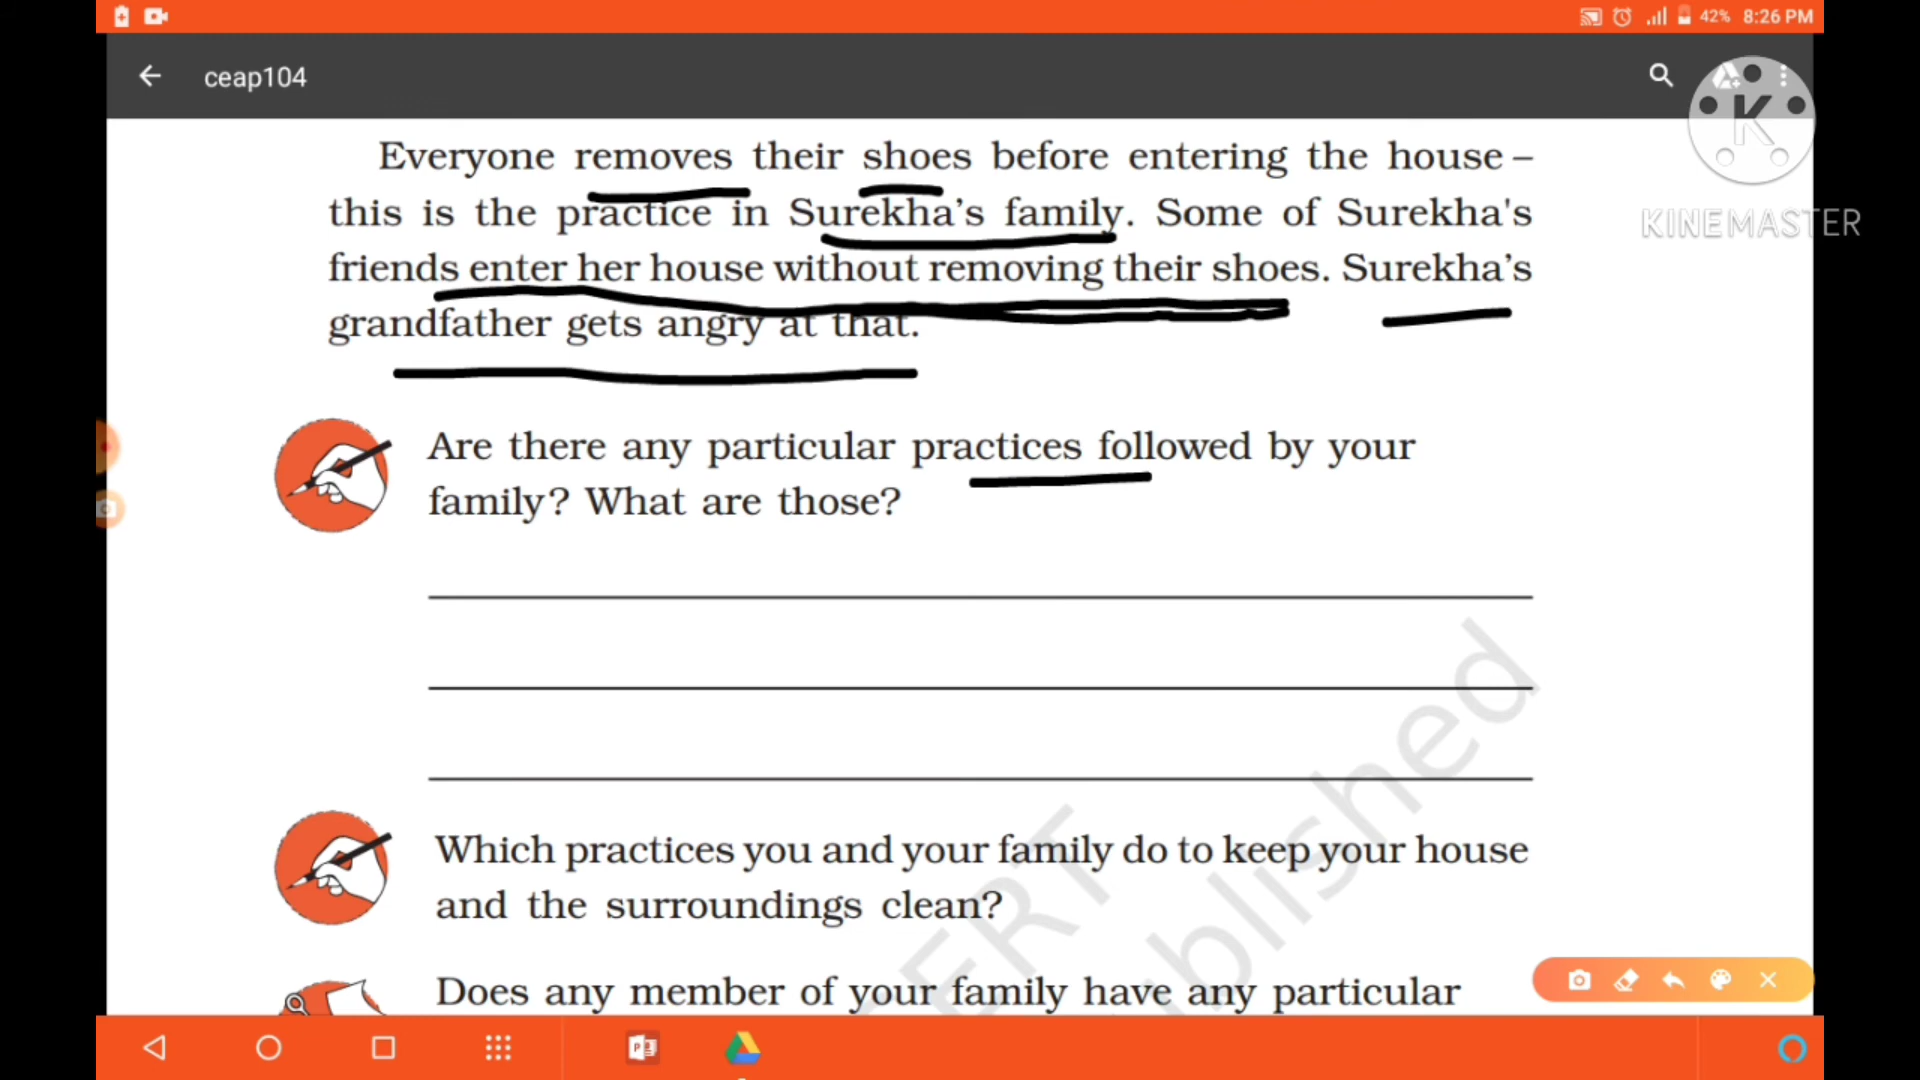 42% 8:26 PM
ceap104
K
KINEMASTER
Everyone removes their shoes before entering the house –
this is the practice in Surekha’s family. Some of Surekha's
friends enter her house without removing their shoes. Surekha’s
grandfather gets angry at that.
Are there any particular practices followed by your
family? What are those?
Which practices you and your family do to keep your house
and the surroundings clean?
Does any member of your family have any particular
ERT
blished